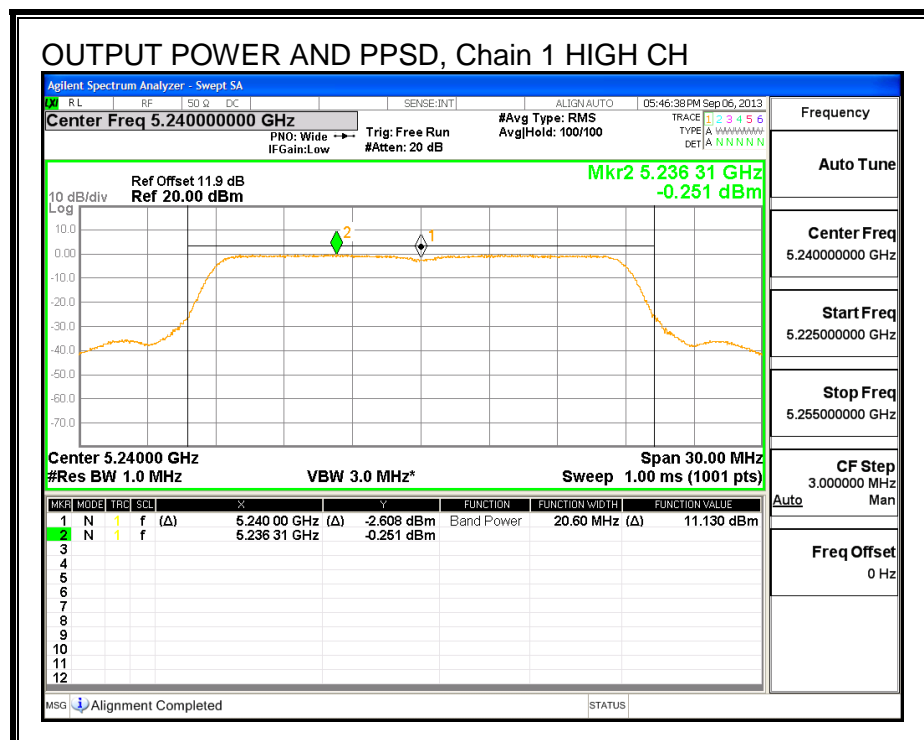 OUTPUT POWER AND PPSD, Chain 1 HIGH CH
Agilent Spectrum Analyzer - Swept SA
LXI RL RF 50 Ω DC SENSE:INT ALIGN AUTO 05:46:38 PM Sep 06, 2013
Center Freq 5.240000000 GHz
PNO: Wide
IFGain:Low
Trig: Free Run
#Atten: 20 dB
#Avg Type: RMS
Avg|Hold: 100/100
TRACE 1 2 3 4 5 6
TYPE A WWWWW
DET A N N N N N
Mkr2 5.236 31 GHz
-0.251 dBm
Ref Offset 11.9 dB
10 dB/div Ref 20.00 dBm
Log
10.0
0.00
-10.0
-20.0
-30.0
-40.0
-50.0
-60.0
-70.0
2
1
Center 5.24000 GHz Span 30.00 MHz
#Res BW 1.0 MHz VBW 3.0 MHz* Sweep 1.00 ms (1001 pts)
MKR MODE TRC SCL X Y FUNCTION FUNCTION WIDTH FUNCTION VALUE
1 N 1 f (Δ) 5.240 00 GHz (Δ) -2.608 dBm Band Power 20.60 MHz (Δ) 11.130 dBm
2 N 1 f 5.236 31 GHz -0.251 dBm
3
4
5
6
7
8
9
10
11
12
MSG Alignment Completed STATUS
Frequency
Auto Tune
Center Freq
5.240000000 GHz
Start Freq
5.225000000 GHz
Stop Freq
5.255000000 GHz
CF Step
3.000000 MHz
Auto Man
Freq Offset
0 Hz